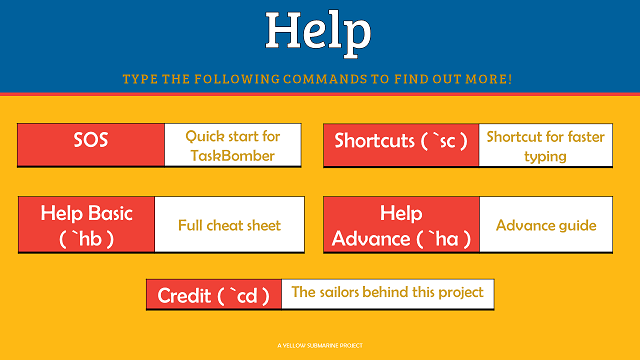 Help
TYPE THE FOLLOWING COMMANDS TO FIND OUT MORE!
SOS
Quick start for
TaskBomber
Shortcuts ( `sc )
Shortcut for faster
typing
Help Basic
( `hb )
Full cheat sheet
Help
Advance ( `ha )
Advance guide
Credit ( `cd )
The sailors behind this project
A YELLOW SUBMARINE PROJECT